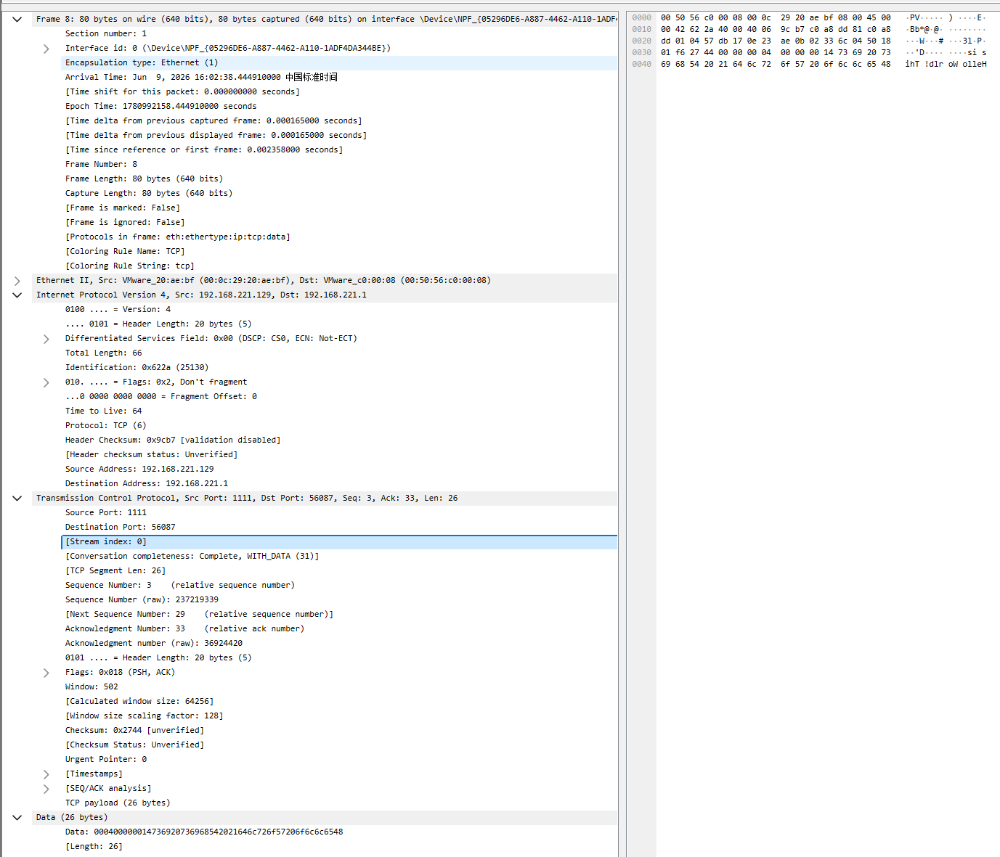 Frame 8: 80 bytes on wire (640 bits), 80 bytes captured (640 bits) on interface \Device\NPF_{05296DE6-A887-4462-A110-1ADF4
Section number: 1
Interface id: 0 (\Device\NPF_{05296DE6-A887-4462-A110-1ADF4DA344BE})
Encapsulation type: Ethernet (1)
Arrival Time: Jun  9, 2026 16:02:38.444910000 中国标准时间
[Time shift for this packet: 0.000000000 seconds]
Epoch Time: 1780992158.444910000 seconds
[Time delta from previous captured frame: 0.000165000 seconds]
[Time delta from previous displayed frame: 0.000165000 seconds]
[Time since reference or first frame: 0.002358000 seconds]
Frame Number: 8
Frame Length: 80 bytes (640 bits)
Capture Length: 80 bytes (640 bits)
[Frame is marked: False]
[Frame is ignored: False]
[Protocols in frame: eth:ethertype:ip:tcp:data]
[Coloring Rule Name: TCP]
[Coloring Rule String: tcp]
Ethernet II, Src: VMware_20:ae:bf (00:0c:29:20:ae:bf), Dst: VMware_c0:00:08 (00:50:56:c0:00:08)
Internet Protocol Version 4, Src: 192.168.221.129, Dst: 192.168.221.1
0100 .... = Version: 4
.... 0101 = Header Length: 20 bytes (5)
Differentiated Services Field: 0x00 (DSCP: CS0, ECN: Not-ECT)
Total Length: 66
Identification: 0x622a (25130)
010. .... = Flags: 0x2, Don't fragment
...0 0000 0000 0000 = Fragment Offset: 0
Time to Live: 64
Protocol: TCP (6)
Header Checksum: 0x9cb7 [validation disabled]
[Header checksum status: Unverified]
Source Address: 192.168.221.129
Destination Address: 192.168.221.1
Transmission Control Protocol, Src Port: 1111, Dst Port: 56087, Seq: 3, Ack: 33, Len: 26
Source Port: 1111
Destination Port: 56087
[Stream index: 0]
[Conversation completeness: Complete, WITH_DATA (31)]
[TCP Segment Len: 26]
Sequence Number: 3    (relative sequence number)
Sequence Number (raw): 237219339
[Next Sequence Number: 29    (relative sequence number)]
Acknowledgment Number: 33    (relative ack number)
Acknowledgment number (raw): 36924420
0101 .... = Header Length: 20 bytes (5)
Flags: 0x018 (PSH, ACK)
Window: 502
[Calculated window size: 64256]
[Window size scaling factor: 128]
Checksum: 0x2744 [unverified]
[Checksum Status: Unverified]
Urgent Pointer: 0
[Timestamps]
[SEQ/ACK analysis]
TCP payload (26 bytes)
Data (26 bytes)
Data: 000400000014736920736968542021646c726f57206f6c6c6548
[Length: 26]
0000 00 50 56 c0 00 08 00 0c 29 20 ae bf 08 00 45 00 ·PV·····) ····E·
0010 00 42 62 2a 40 00 40 06 9c b7 c0 a8 dd 81 c0 a8 ·Bb*@·@·········
0020 dd 01 04 57 db 17 0e 23 ae 0b 02 33 6c 04 50 18 ···W···#···3l·P·
0030 01 f6 27 44 00 00 00 04 00 00 00 14 73 69 20 73 ··'D········si s
0040 69 68 54 20 21 64 6c 72 6f 57 20 6f 6c 6c 65 48 ihT !dlroW olleH